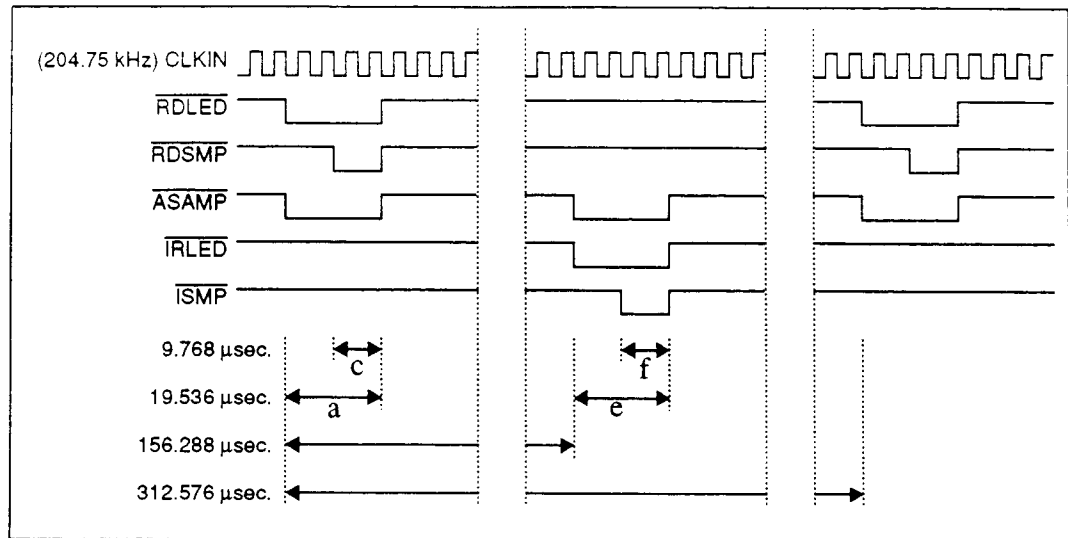 (204.75 kHz) CLKIN
RDLED
RDSMP
ASAMP
IRLED
ISMP
9.768 µsec.
c
f
19.536 µsec.
a
e
156.288 µsec.
312.576 µsec.